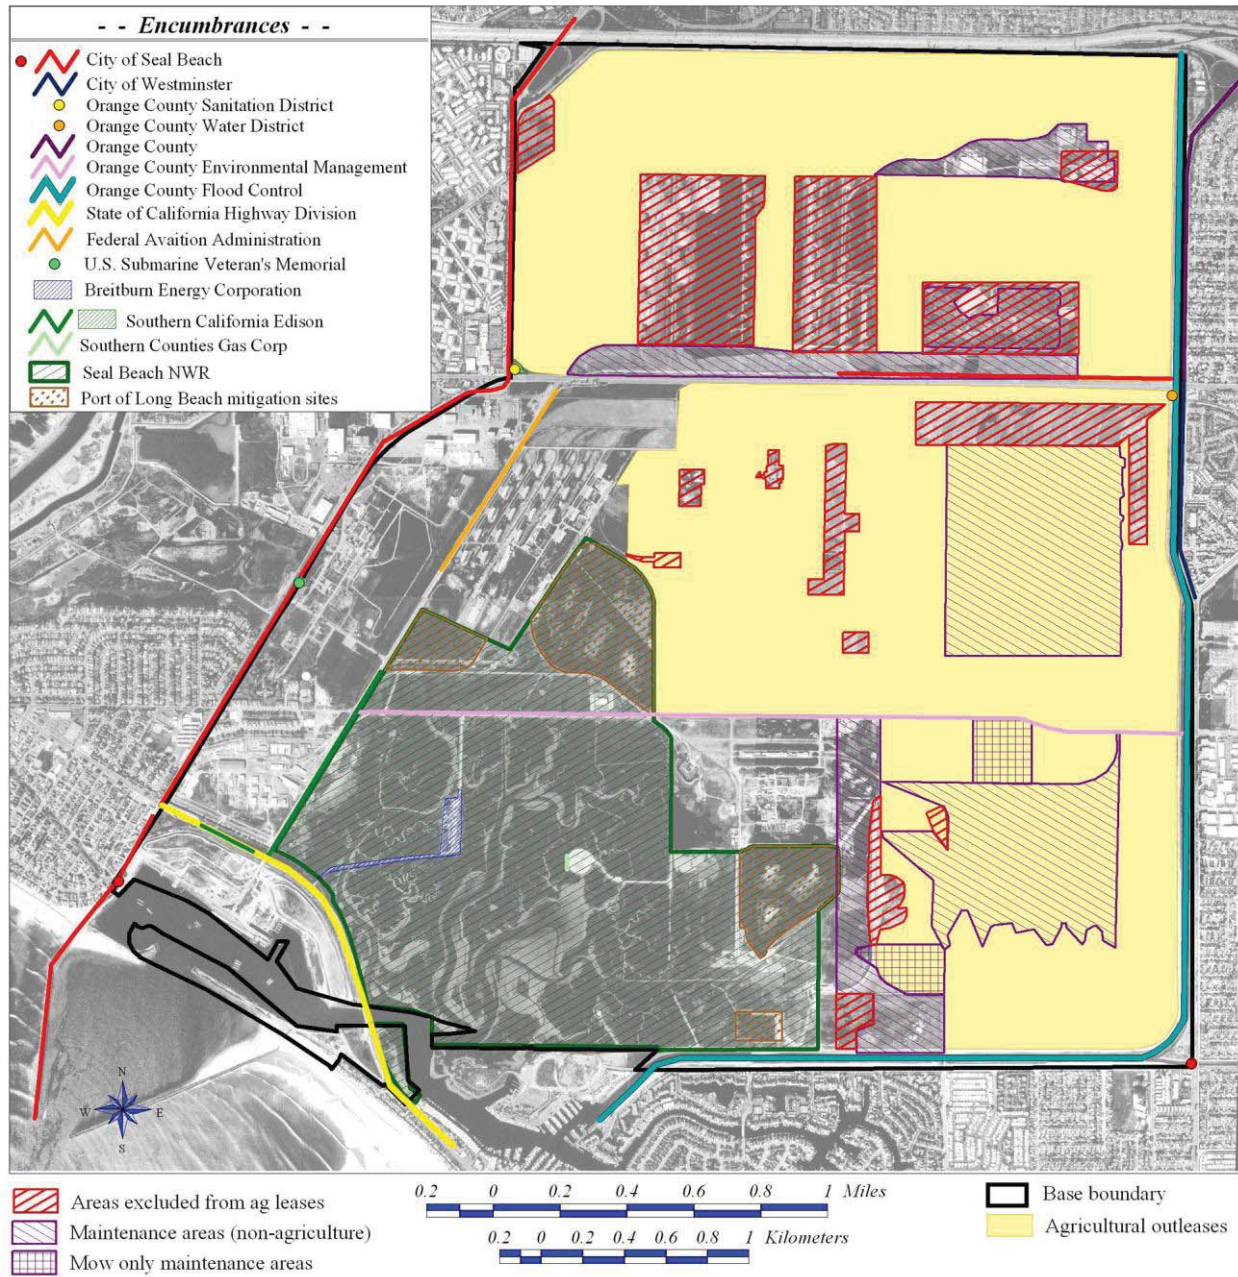 - - Encumbrances - -
City of Seal Beach
City of Westminster
Orange County Sanitation District
Orange County Water District
Orange County
Orange County Environmental Management
Orange County Flood Control
State of California Highway Division
Federal Avaition Administration
U.S. Submarine Veteran's Memorial
Breitburn Energy Corporation
Southern California Edison
Southern Counties Gas Corp
Seal Beach NWR
Port of Long Beach mitigation sites
N
W E
S
Areas excluded from ag leases
Maintenance areas (non-agriculture)
Mow only maintenance areas
0.2 0 0.2 0.4 0.6 0.8 1 Miles
0.2 0 0.2 0.4 0.6 0.8 1 Kilometers
Base boundary
Agricultural outleases